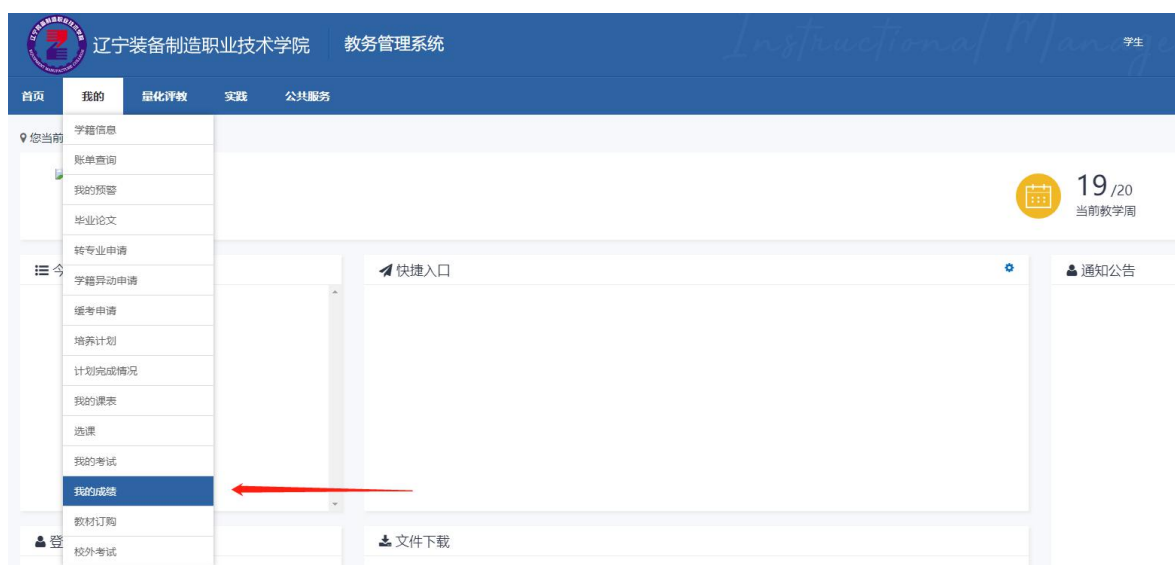 辽宁装备制造职业技术学院 教务管理系统
Instructional Manage
学生
首页 我的 量化评教 实践 公共服务
您当前
学籍信息
账单查询
我的预警
毕业论文
转专业申请
学籍异动申请
缓考申请
培养计划
计划完成情况
我的课表
选课
我的考试
我的成绩
教材订购
校外考试
19 /20
当前教学周
今
快捷入口
通知公告
登
文件下载